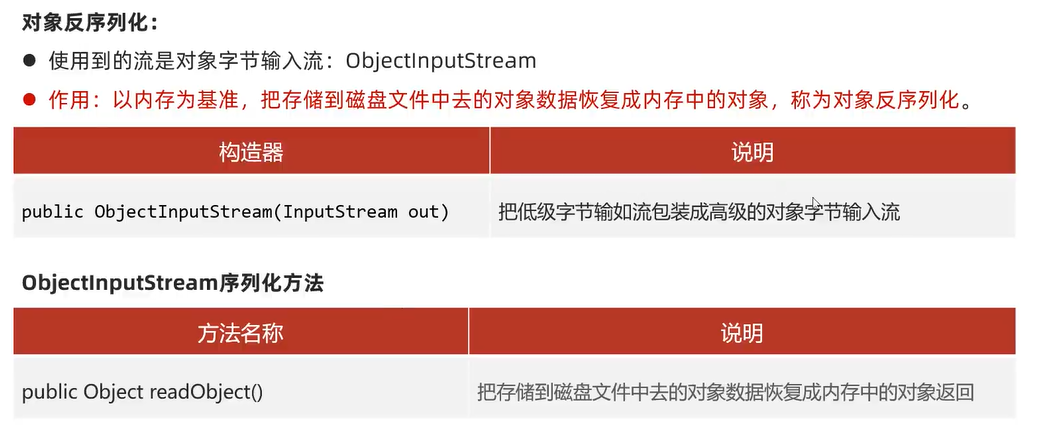 对象反序列化：
● 使用到的流是对象字节输入流：ObjectInputStream
● 作用：以内存为基准，把存储到磁盘文件中去的对象数据恢复成内存中的对象，称为对象反序列化。
构造器 说明
public ObjectInputStream(InputStream out) 把低级字节输如流包装成高级的对象字节输入流
ObjectInputStream序列化方法
方法名称 说明
public Object readObject() 把存储到磁盘文件中去的对象数据恢复成内存中的对象返回